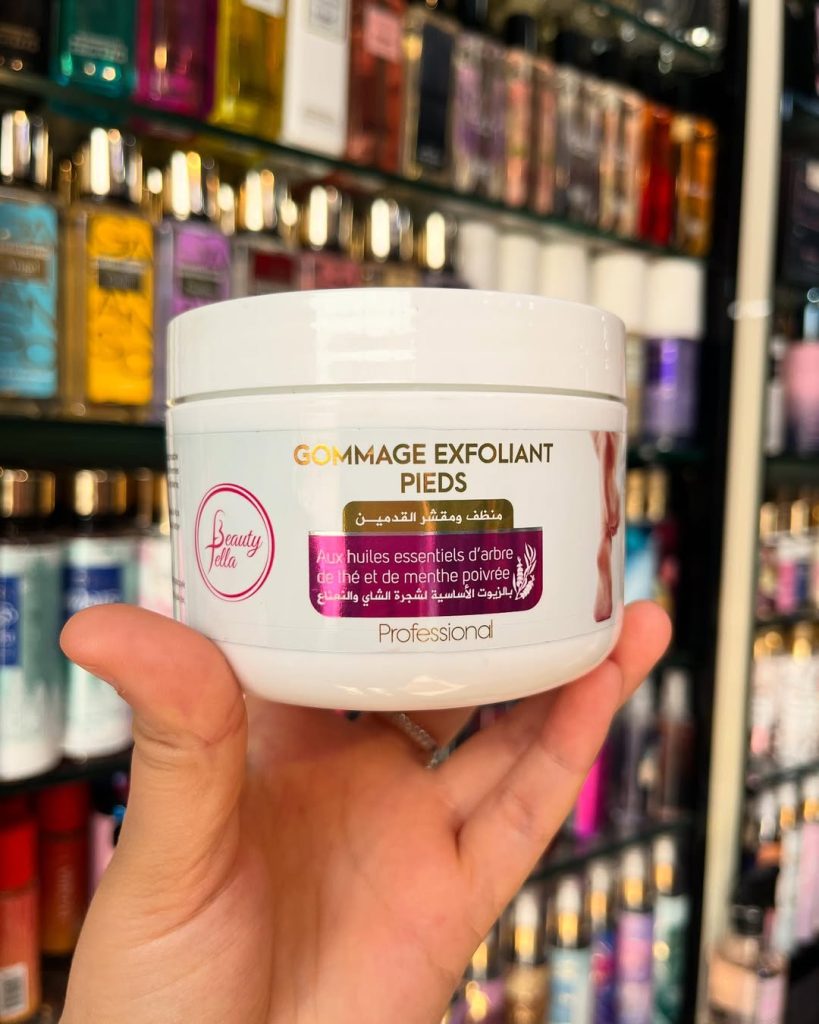 GOMMAGE EXFOLIANT
PIEDS
منظف ومقشر القدمين
Beauty
fella
Aux huiles essentiels d'arbre
de thé et de menthe poivrée
بالزيوت الأساسية لشجرة الشاي والنعناع
Professional